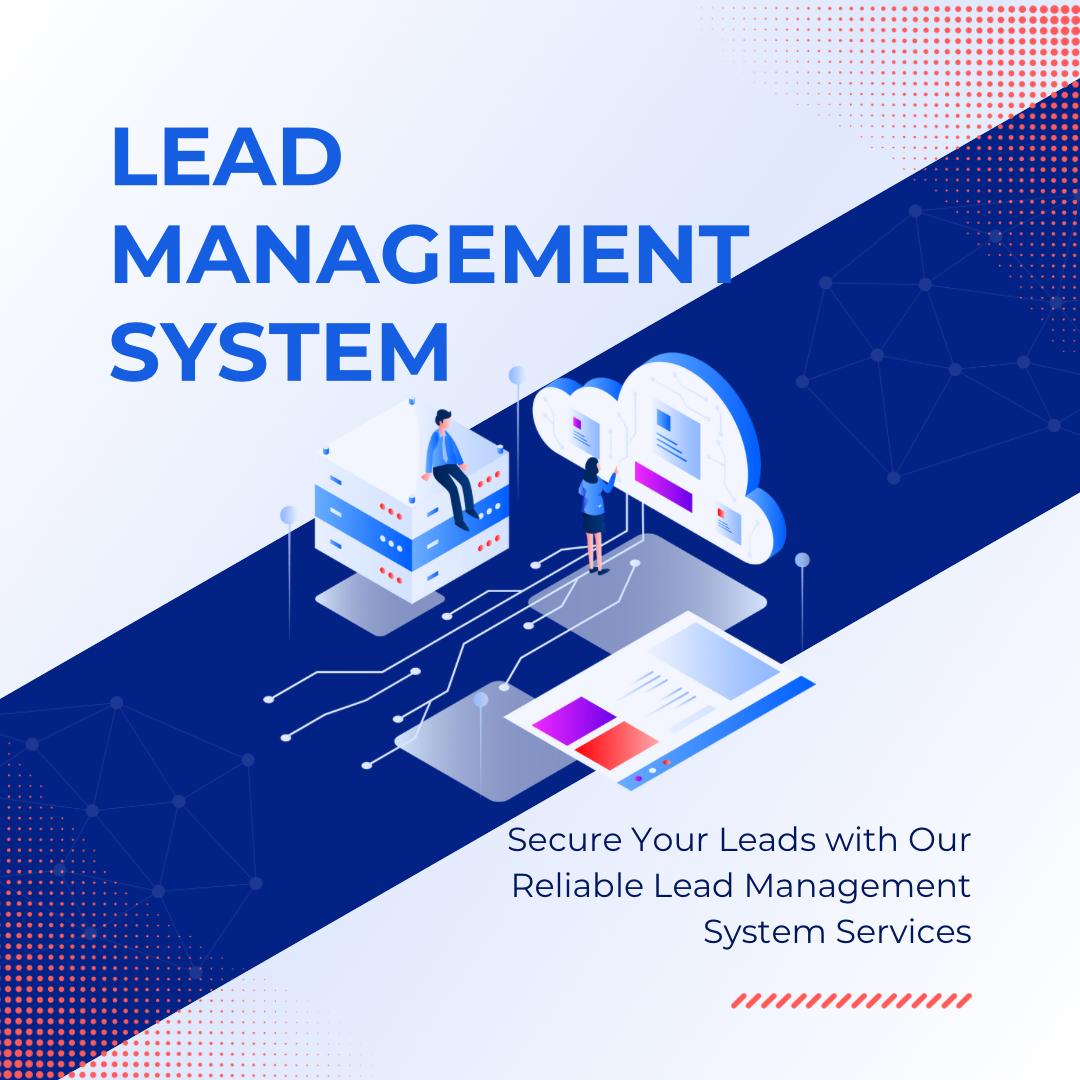 LEAD
MANAGEMENT
SYSTEM
Secure Your Leads with Our
Reliable Lead Management
System Services